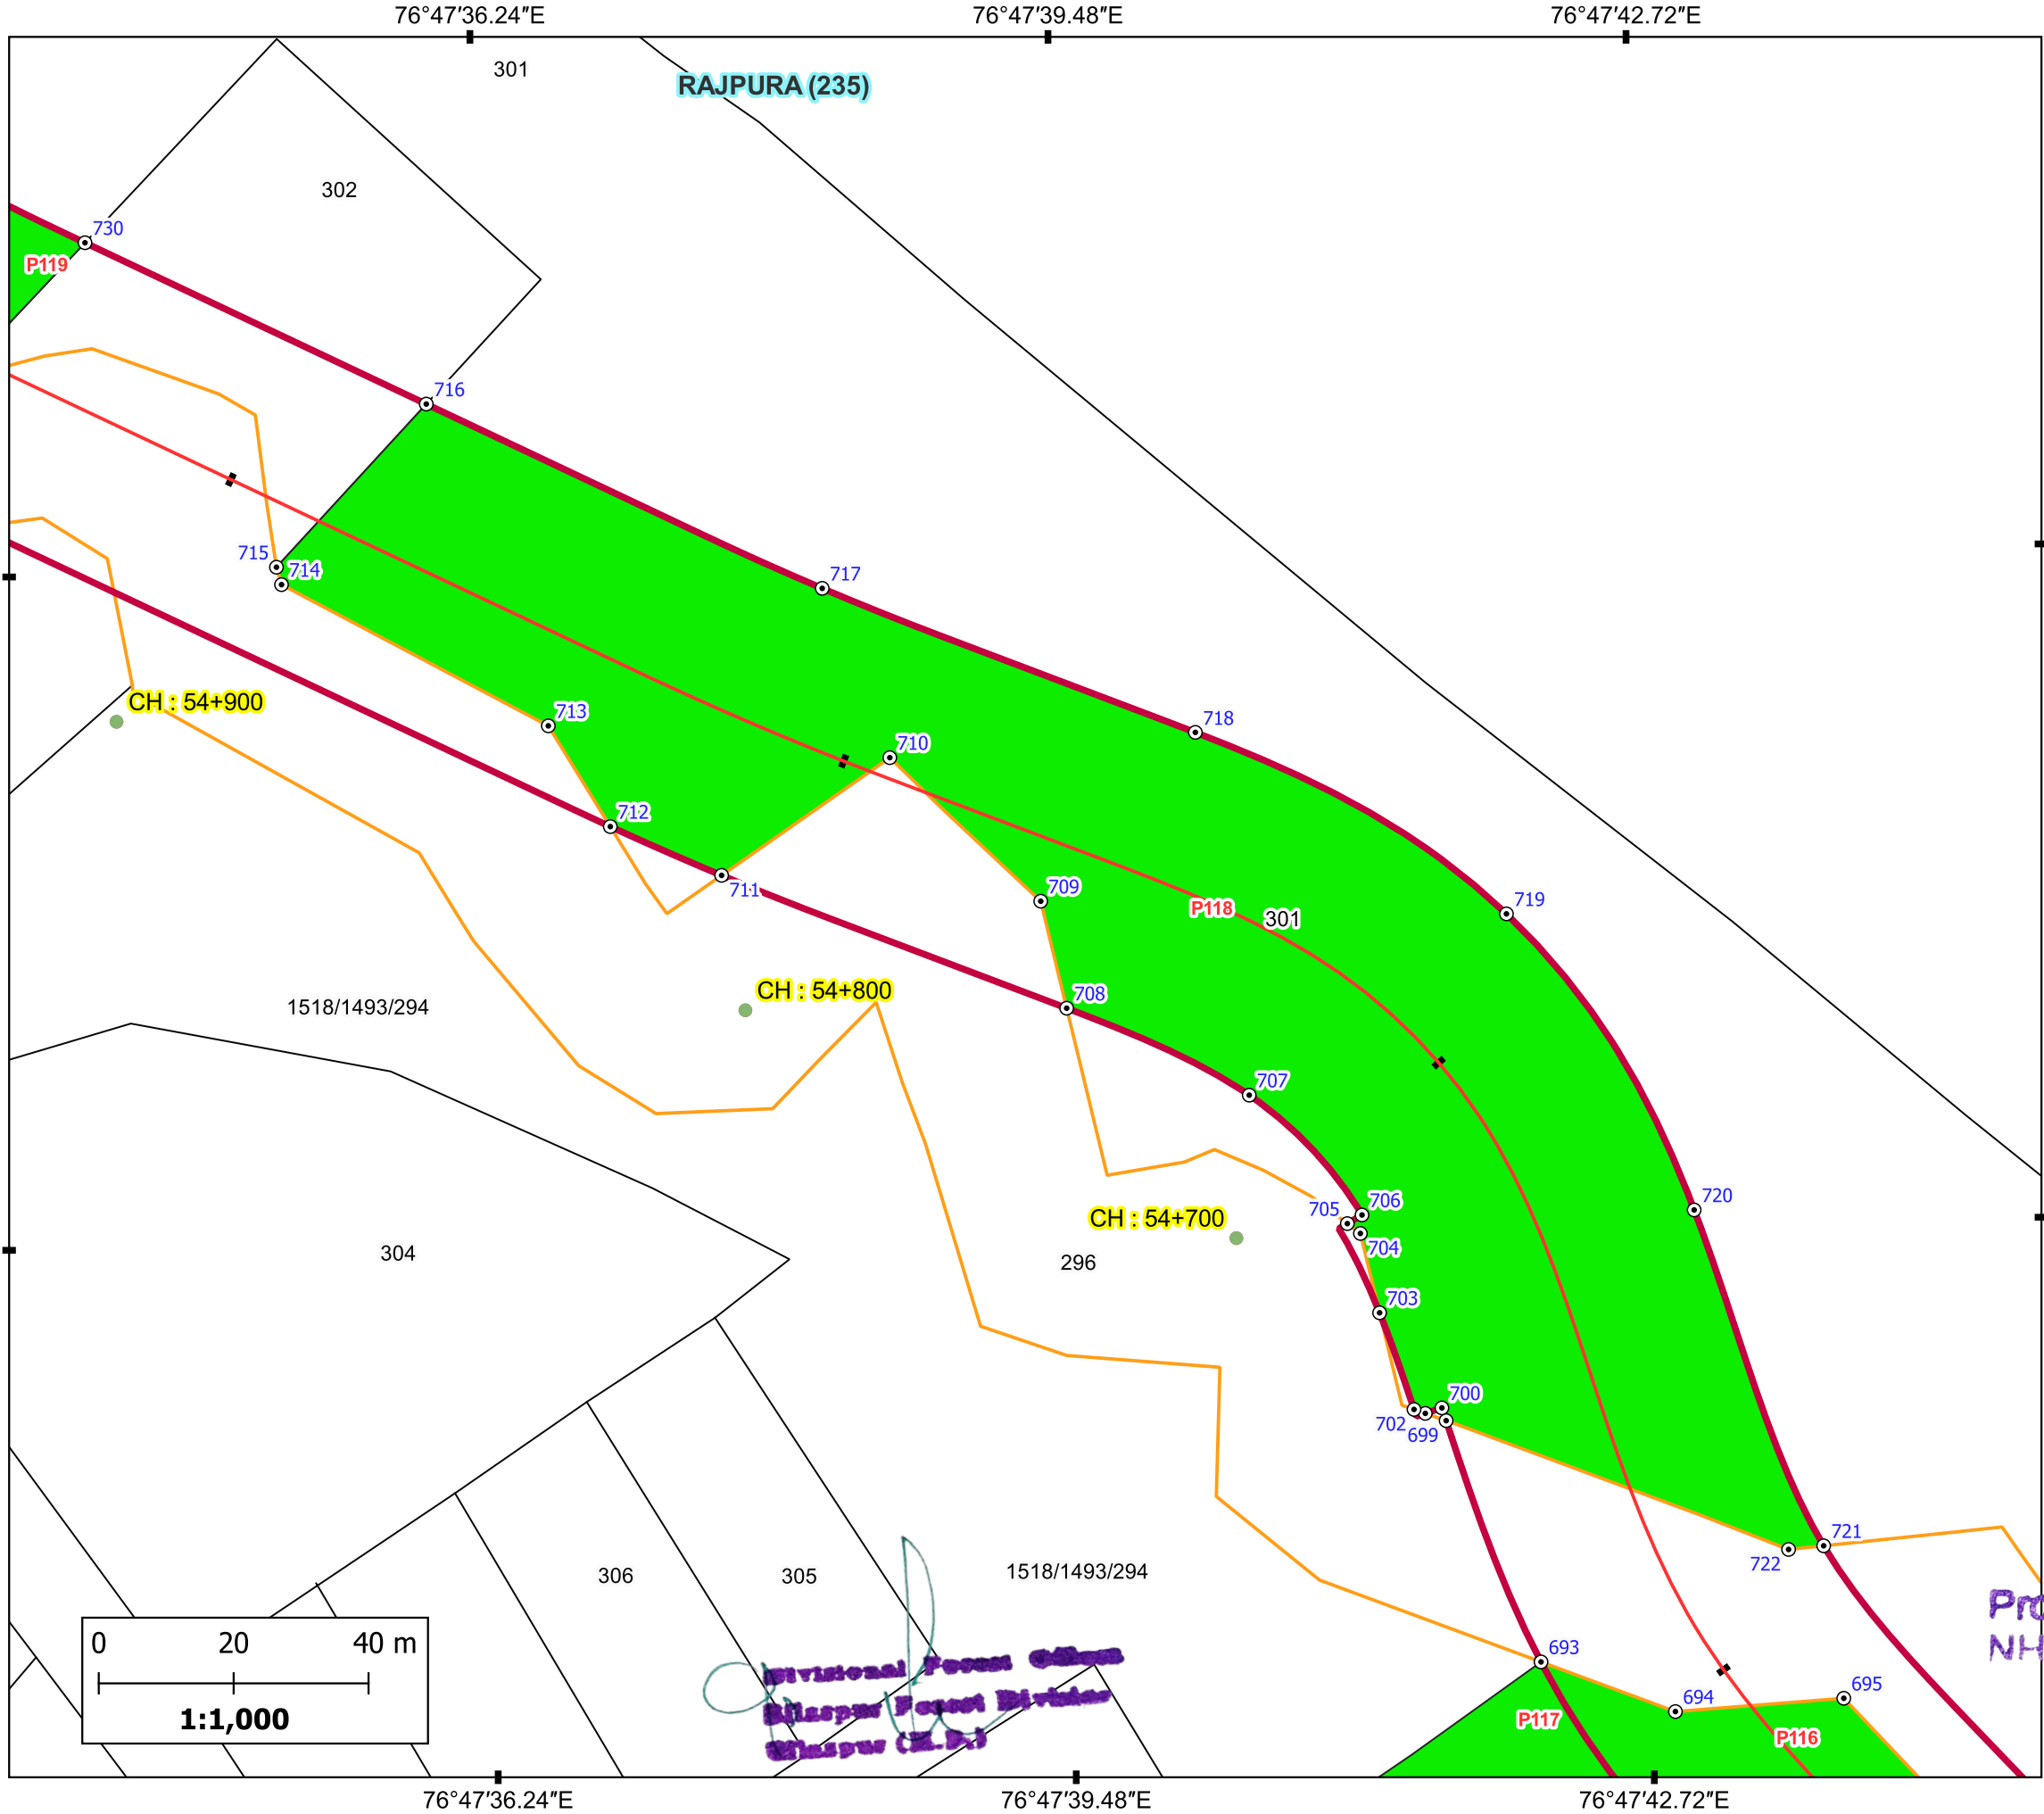 76°47′36.24″E 76°47′39.48″E 76°47′42.72″E
301
RAJPURA (235)
302
730
P119
716
715
714
717
713
CH : 54+900
718
710
712
711
709
719
P118
301
CH : 54+800
708
1518/1493/294
707
720
706
705
CH : 54+700
704
304
296
703
700
702
699
721
722
306
305
1518/1493/294
Pro
NH
0 20 40 m
1:1,000
693
694
695
P117
P116
Divisional Forest Officer
Bilaspur Forest Division
Bilaspur (H.P.)
76°47′36.24″E 76°47′39.48″E 76°47′42.72″E